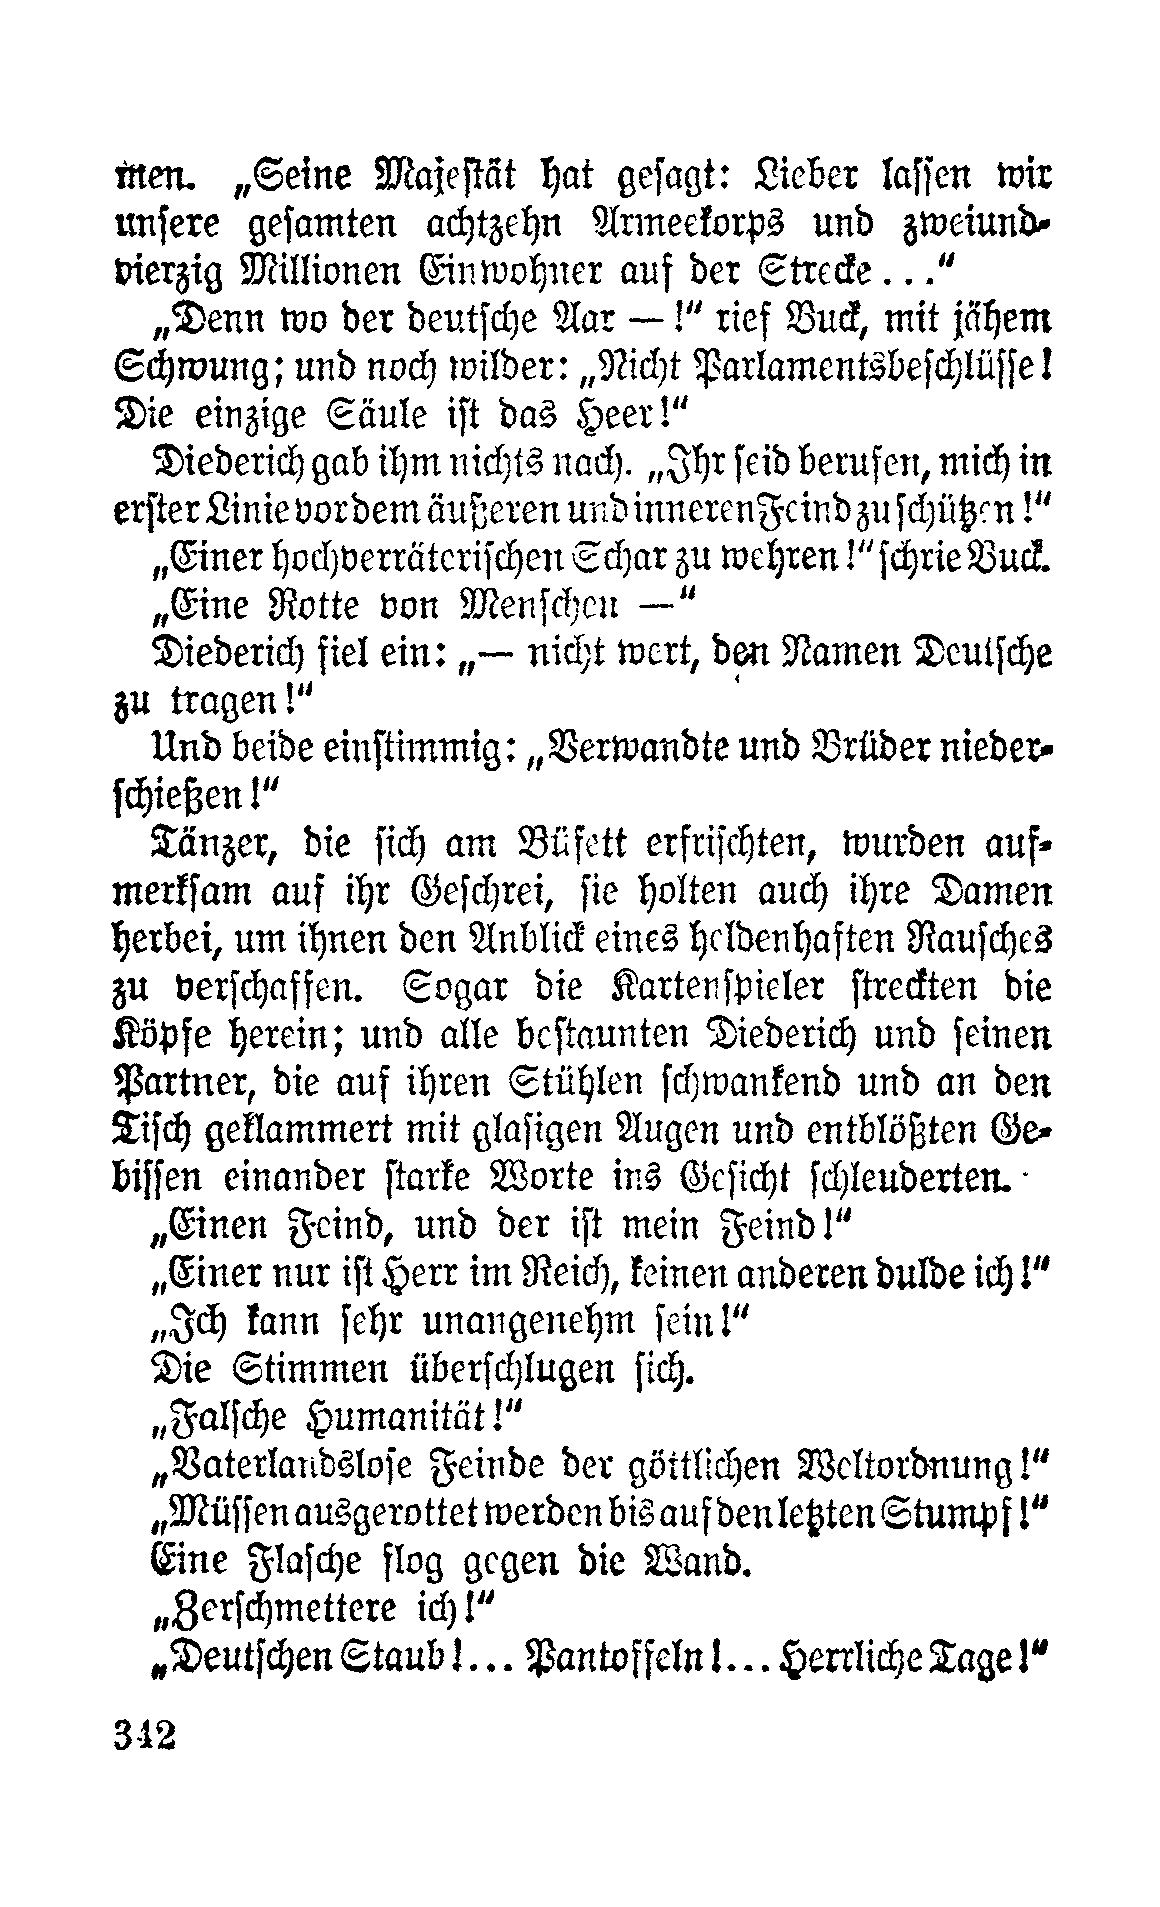 men. „Seine Majeſtät hat geſagt: Lieber laſſen wir
unſere geſamten achtzehn Armeekorps und zweiund-
vierzig Millionen Einwohner auf der Strecke . . .“
„Denn wo der deutſche Aar — !“ rief Buck, mit jähem
Schwung; und noch wilder: „Nicht Parlamentsbeſchlüſſe!
Die einzige Säule iſt das Heer!“
Diederich gab ihm nichts nach. „Ihr ſeid berufen, mich in
erſter Linie vor dem äußeren und inneren Feind zu ſchützen!“
„Einer hochverräteriſchen Schar zu wehren!“ ſchrie Buck.
„Eine Rotte von Menſchen —“
Diederich fiel ein: „— nicht wert, den Namen Deutſche
zu tragen!“
Und beide einſtimmig: „Verwandte und Brüder nieder-
ſchießen!“
Tänzer, die ſich am Büfett erfriſchten, wurden auf-
merkſam auf ihr Geſchrei, ſie holten auch ihre Damen
herbei, um ihnen den Anblick eines heldenhaften Rauſches
zu verſchaffen. Sogar die Kartenſpieler ſtreckten die
Köpfe herein; und alle beſtaunten Diederich und ſeinen
Partner, die auf ihren Stühlen ſchwankend und an den
Tiſch geklammert mit glaſigen Augen und entblößten Ge-
biſſen einander ſtarke Worte ins Geſicht ſchleuderten.
„Einen Feind, und der iſt mein Feind!“
„Einer nur iſt Herr im Reich, keinen anderen dulde ich!“
„Ich kann ſehr unangenehm ſein!“
Die Stimmen überſchlugen ſich.
„Falſche Humanität!“
„Vaterlandsloſe Feinde der göttlichen Weltordnung!“
„Müſſen ausgerottet werden bis auf den letzten Stumpf!“
Eine Flaſche flog gegen die Wand.
„Zerſchmettere ich!“
„Deutſchen Staub! . . . Pantoffeln! . . . Herrliche Tage!“
342